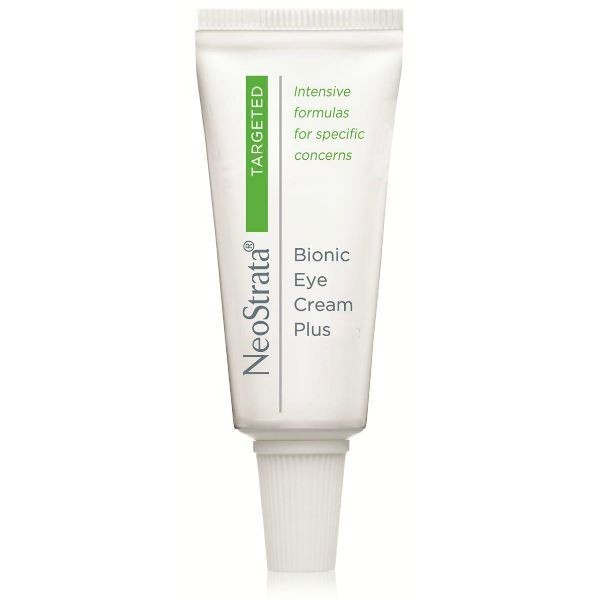 TARGETED
NeoStrata®
Intensive
formulas
for specific
concerns
Bionic
Eye
Cream
Plus